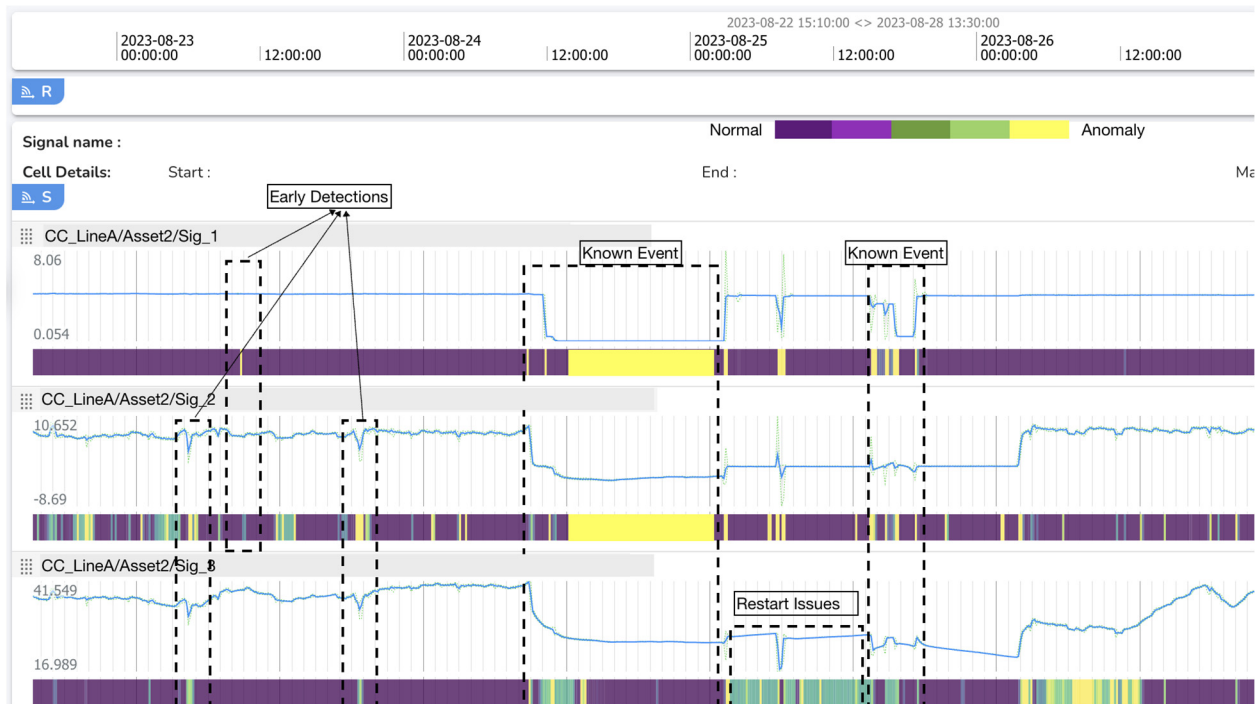 2023-08-22 15:10:00 <> 2023-08-28 13:30:00
2023-08-23 2023-08-24 2023-08-25 2023-08-26
00:00:00 12:00:00 00:00:00 12:00:00 00:00:00 12:00:00 00:00:00 12:00:00
R
Normal Anomaly
Signal name :
Cell Details: Start : End : Ma
S
Early Detections
CC_LineA/Asset2/Sig_1
Known Event Known Event
8.06
0.054
CC_LineA/Asset2/Sig_2
10.652
-8.69
CC_LineA/Asset2/Sig_3
41.549
Restart Issues
16.989